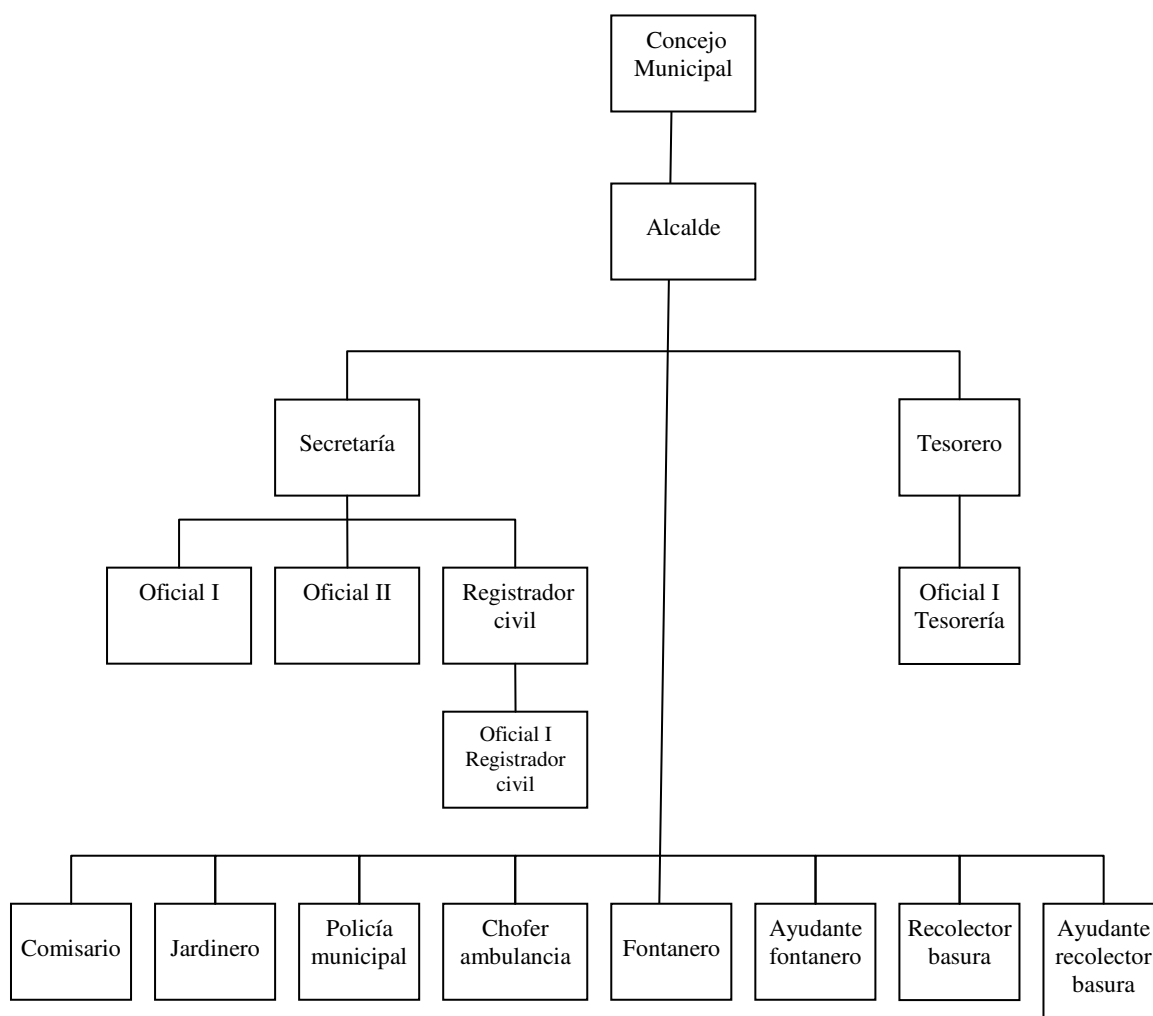 Concejo
Municipal
Alcalde
Secretaría
Tesorero
Oficial I
Oficial II
Registrador
civil
Oficial I
Tesorería
Oficial I
Registrador
civil
Comisario
Jardinero
Policía
municipal
Chofer
ambulancia
Fontanero
Ayudante
fontanero
Recolector
basura
Ayudante
recolector
basura